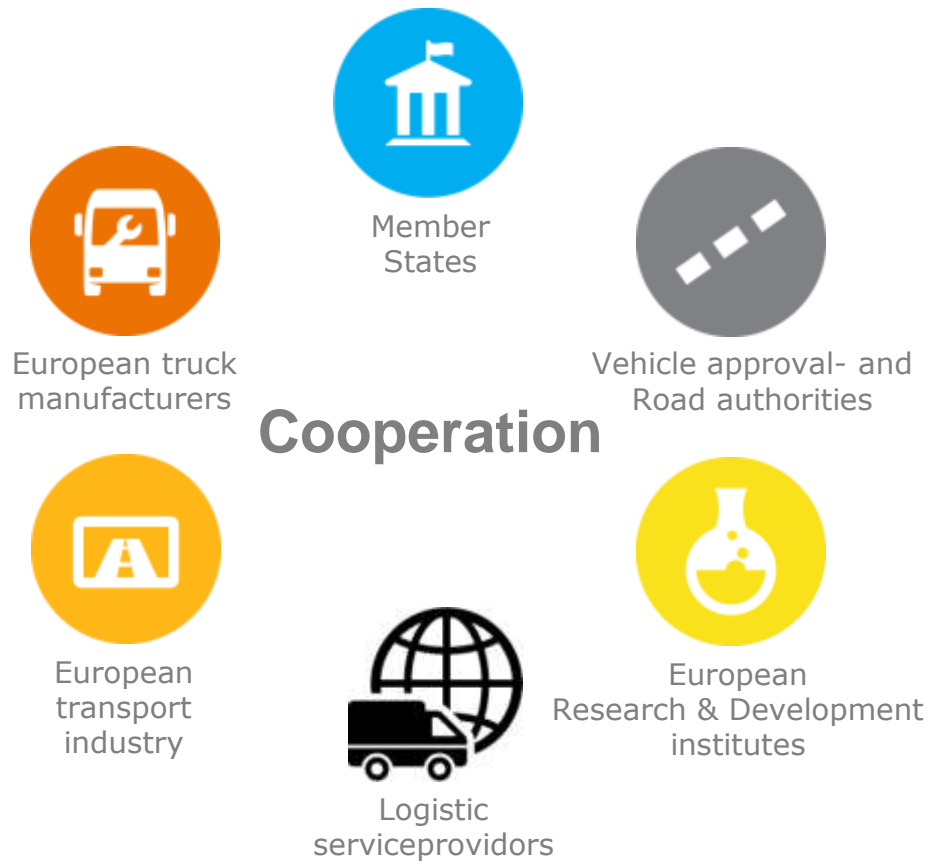 Member
States
European truck
manufacturers
Vehicle approval- and
Road authorities
Cooperation
European
transport
industry
European
Research & Development
institutes
Logistic
serviceprovidors